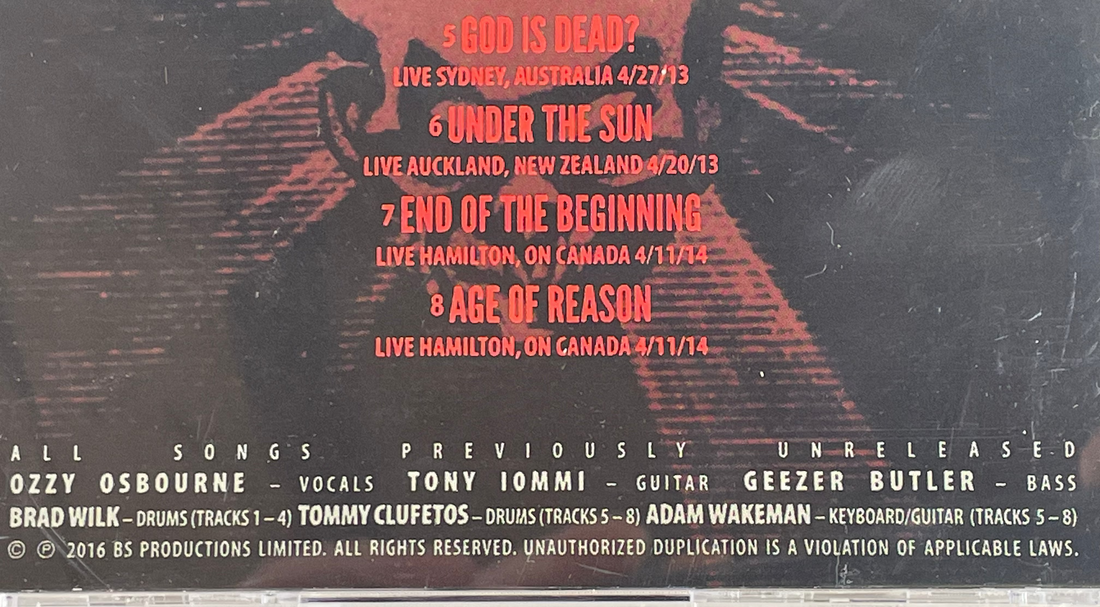 5 GOD IS DEAD?
LIVE SYDNEY, AUSTRALIA 4/27/13
6 UNDER THE SUN
LIVE AUCKLAND, NEW ZEALAND 4/20/13
7 END OF THE BEGINNING
LIVE HAMILTON, ON CANADA 4/11/14
8 AGE OF REASON
LIVE HAMILTON, ON CANADA 4/11/14
ALL SONGS PREVIOUSLY UNRELEASED
OZZY OSBOURNE – VOCALS TONY IOMMI – GUITAR GEEZER BUTLER – BASS
BRAD WILK – DRUMS (TRACKS 1 – 4) TOMMY CLUFETOS – DRUMS (TRACKS 5 – 8) ADAM WAKEMAN – KEYBOARD/GUITAR (TRACKS 5 – 8)
© ℗ 2016 BS PRODUCTIONS LIMITED. ALL RIGHTS RESERVED. UNAUTHORIZED DUPLICATION IS A VIOLATION OF APPLICABLE LAWS.